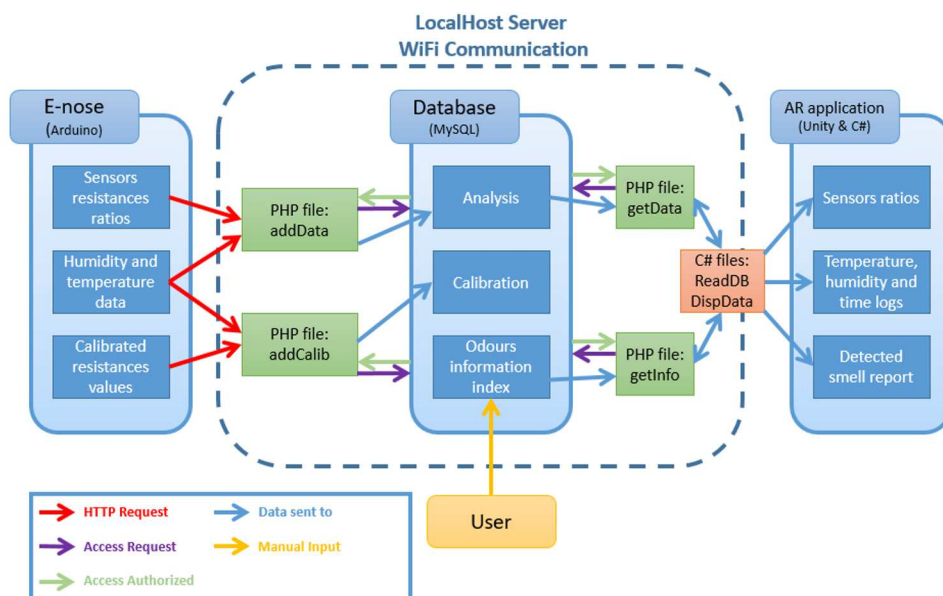 LocalHost Server
WiFi Communication
E-nose
(Arduino)
Sensors
resistances
ratios
Humidity and
temperature
data
Calibrated
resistances
values
PHP file:
addData
PHP file:
addCalib
Database
(MySQL)
Analysis
Calibration
Odours
information
index
PHP file:
getData
PHP file:
getInfo
C# files:
ReadDB
DispData
AR application
(Unity & C#)
Sensors ratios
Temperature,
humidity and
time logs
Detected
smell report
User
HTTP Request
Data sent to
Access Request
Manual Input
Access Authorized